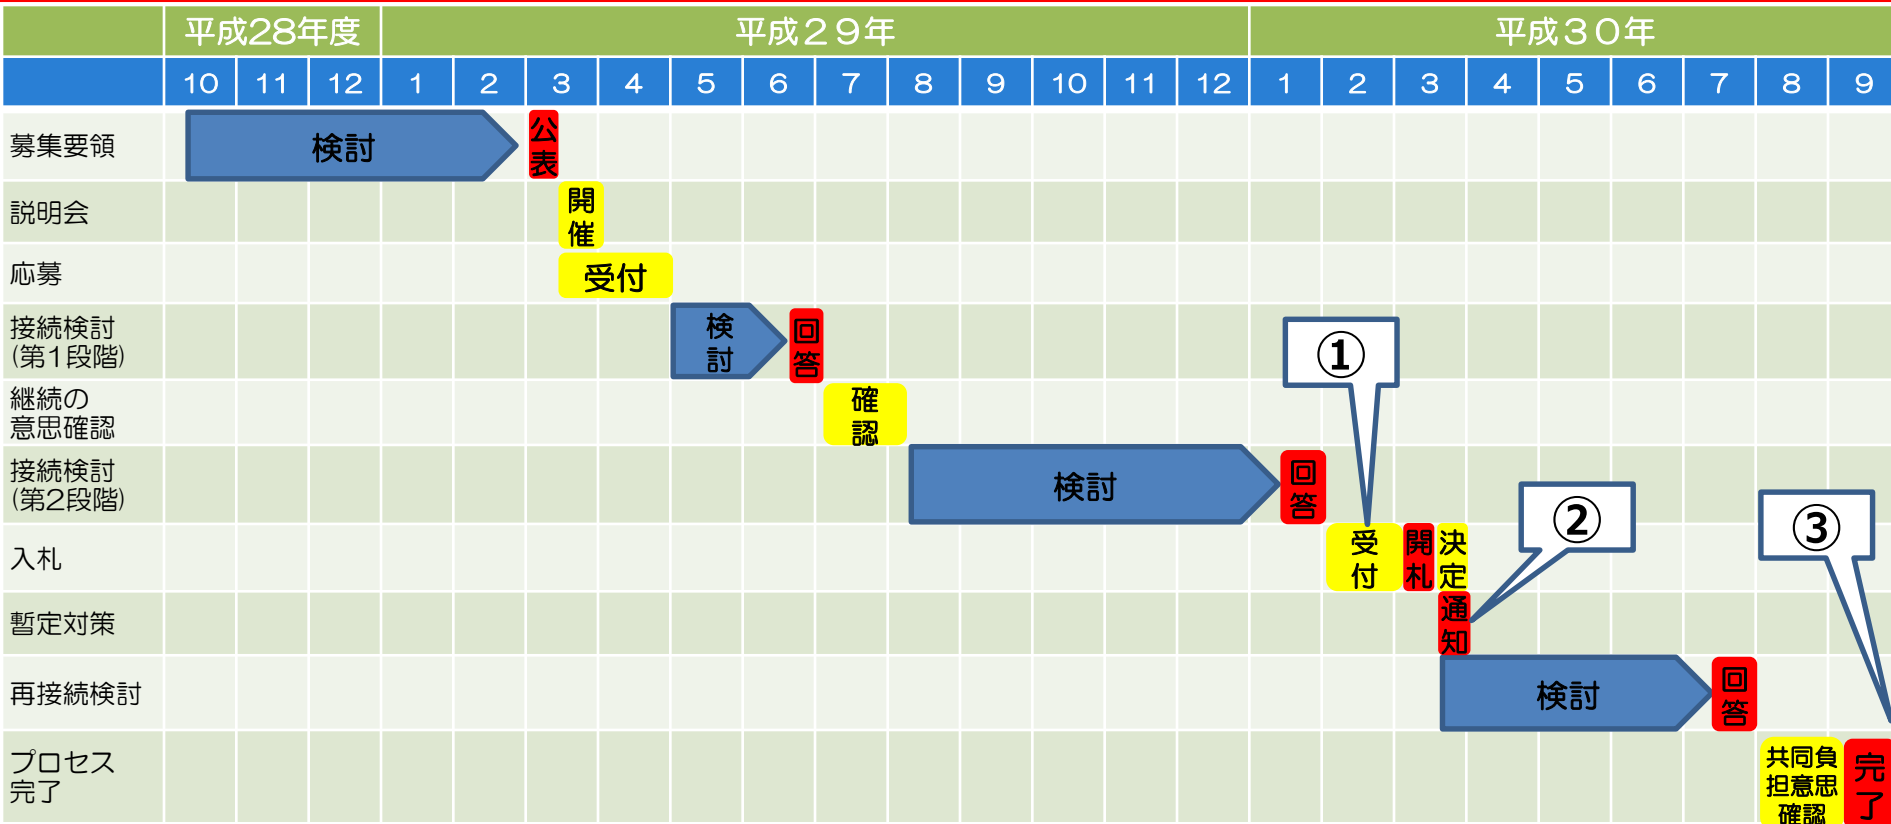 平成28年度 平成２９年 平成３０年
10 11 12 1 2 3 4 5 6 7 8 9 10 11 12 1 2 3 4 5 6 7 8 9
募集要領
検討
公
表
説明会
開
催
応募
受付
接続検討
(第1段階)
検
討
回
答
①
継続の
意思確認
確
認
接続検討
(第2段階)
検討
回
答
②
③
入札
受
付
開
札
決
定
暫定対策
通
知
再接続検討
検討
回
答
プロセス
完了
共同負
担意思
確認
完
了